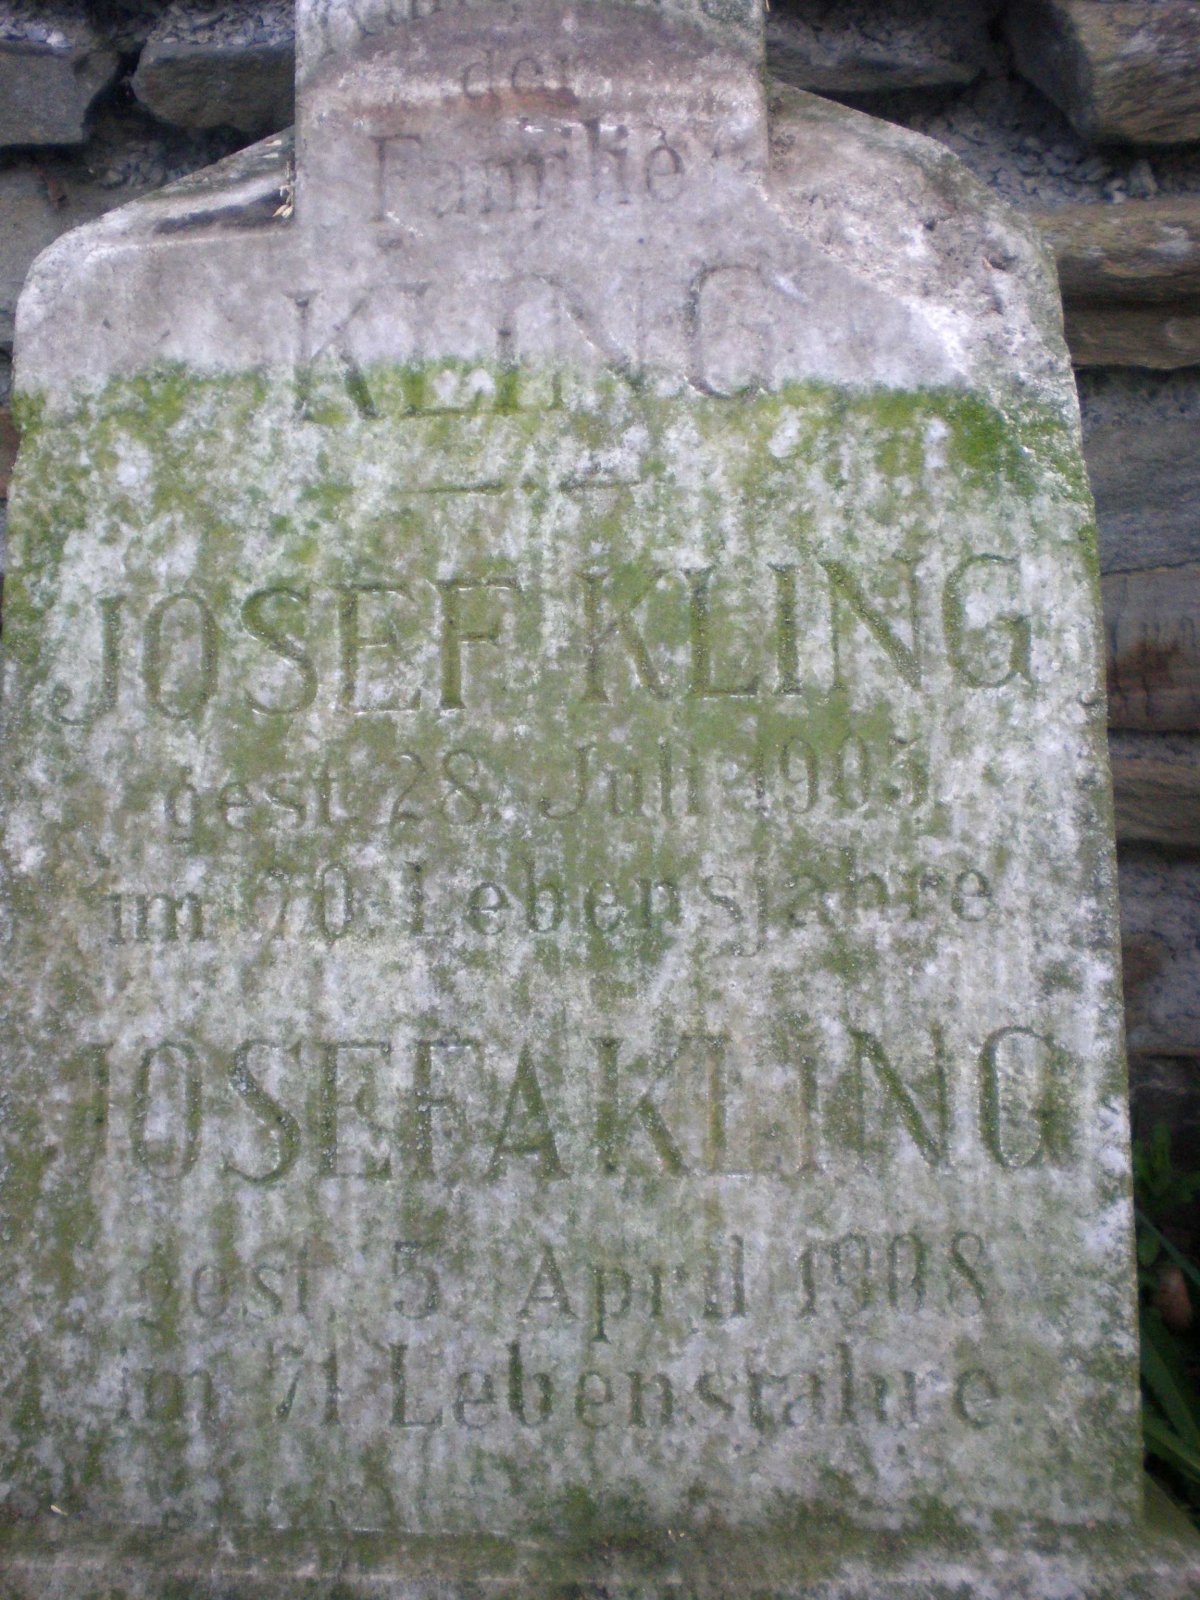 der
Familie
KLING
JOSEF KLING
gest 28. Juli 1903
im 70 Lebensjahre
JOSEFA KLING
gest. 5 April 1908
im 71 Lebensjahre